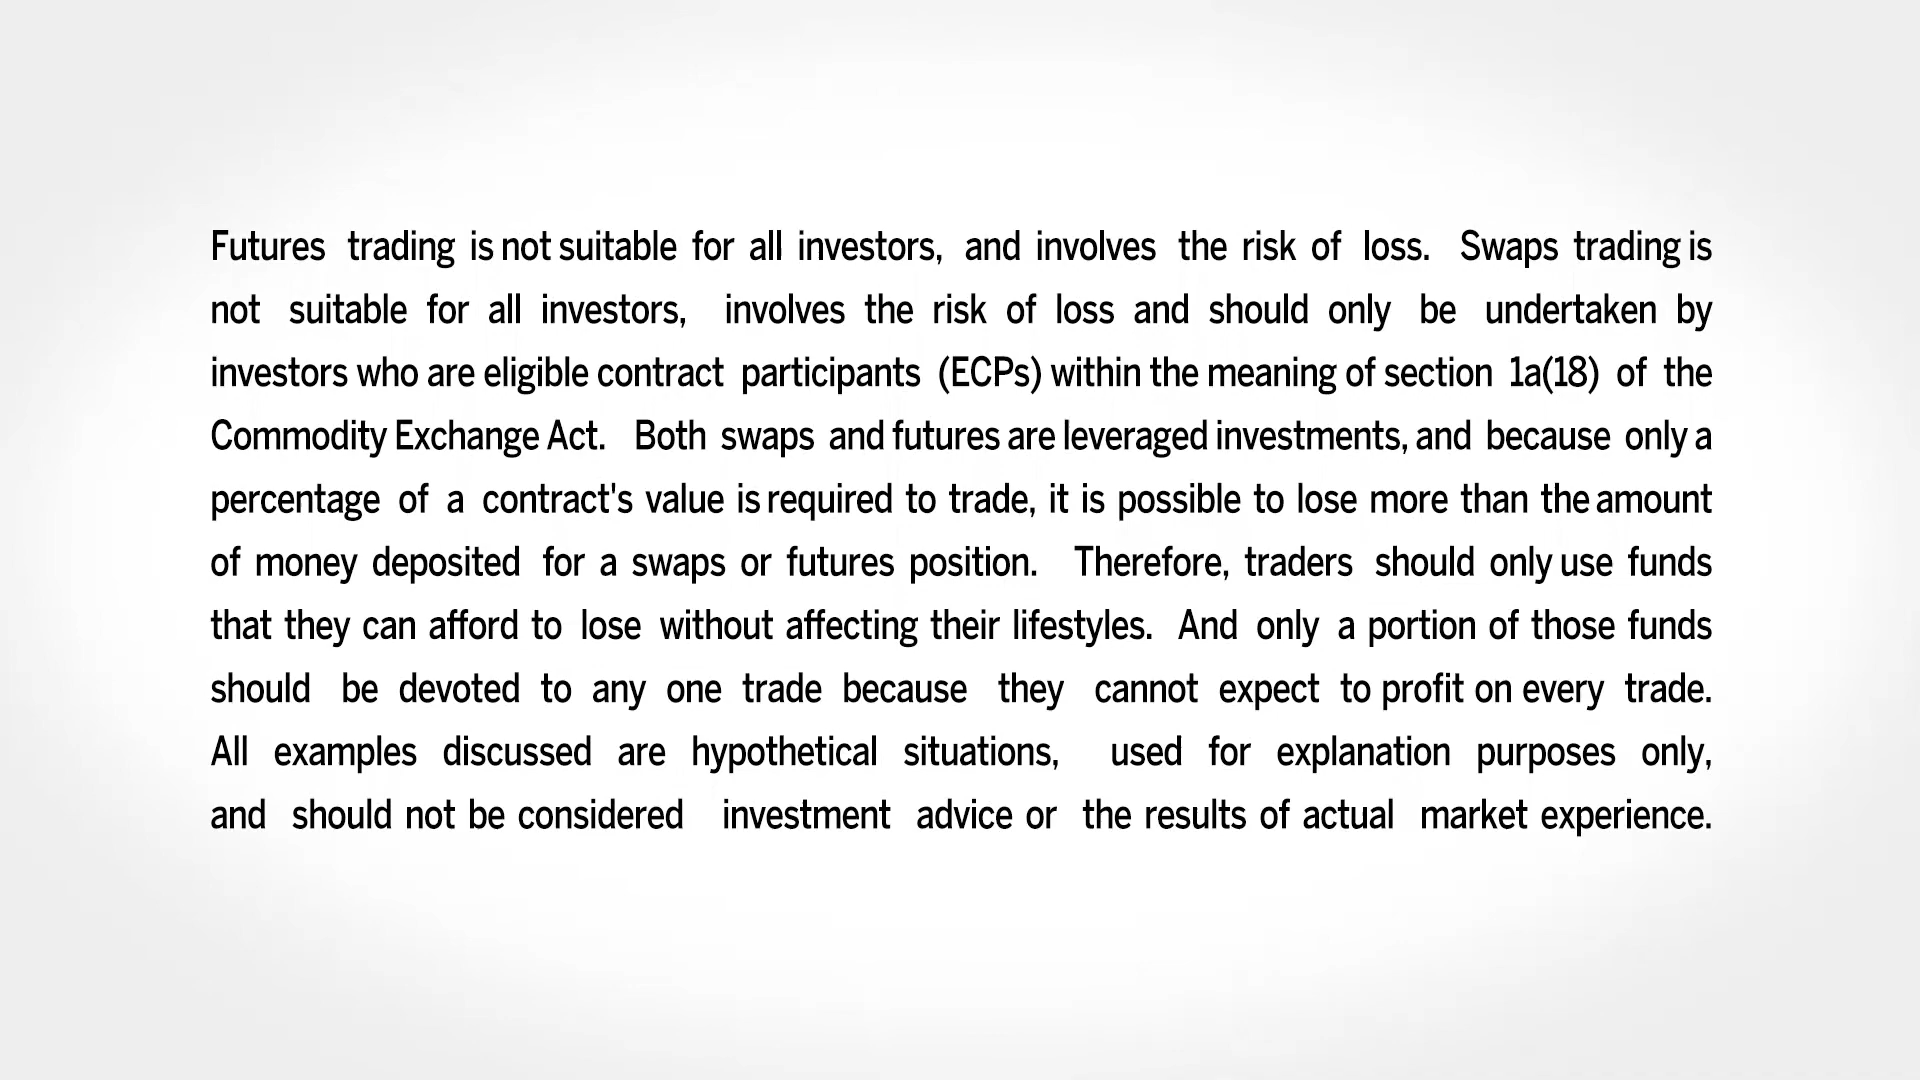 Futures trading is not suitable for all investors, and involves the risk of loss. Swaps trading is
not suitable for all investors, involves the risk of loss and should only be undertaken by
investors who are eligible contract participants (ECPs) within the meaning of section 1a(18) of the
Commodity Exchange Act. Both swaps and futures are leveraged investments, and because only a
percentage of a contract's value is required to trade, it is possible to lose more than the amount
of money deposited for a swaps or futures position. Therefore, traders should only use funds
that they can afford to lose without affecting their lifestyles. And only a portion of those funds
should be devoted to any one trade because they cannot expect to profit on every trade.
All examples discussed are hypothetical situations, used for explanation purposes only,
and should not be considered investment advice or the results of actual market experience.